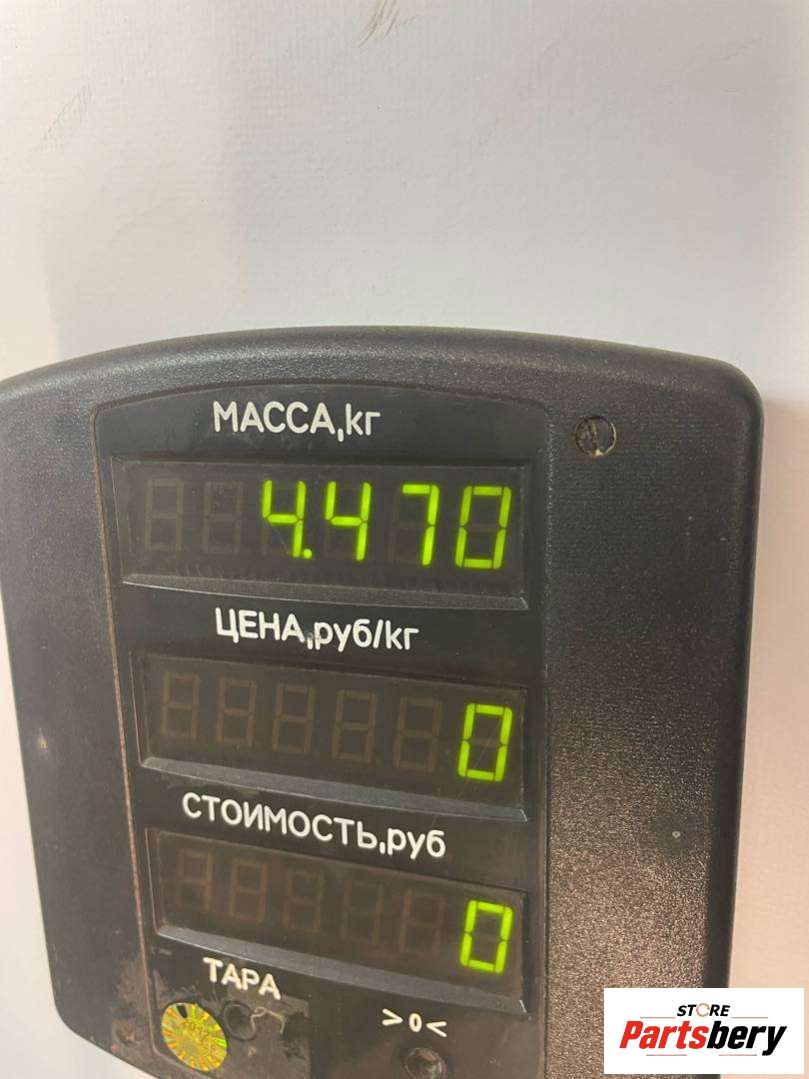 МАССА,кг
4.470
ЦЕНА,руб/кг
0
СТОИМОСТЬ,руб
0
ТАРА
>0<
STORE
Partsbery